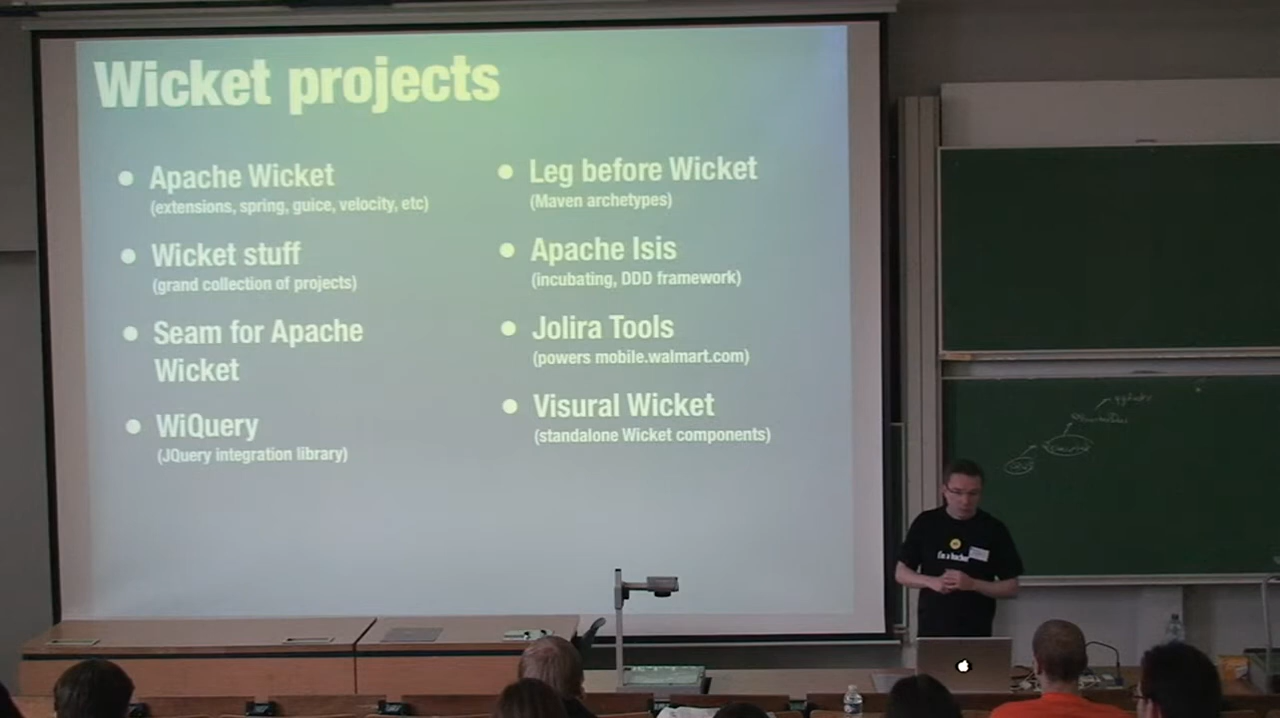 Wicket projects
Apache Wicket
(extensions, spring, guice, velocity, etc)
Wicket stuff
(grand collection of projects)
Seam for Apache
Wicket
WiQuery
(JQuery integration library)
Leg before Wicket
(Maven archetypes)
Apache Isis
(incubating, DDD framework)
Jolira Tools
(powers mobile.walmart.com)
Visural Wicket
(standalone Wicket components)
I'm a hacker